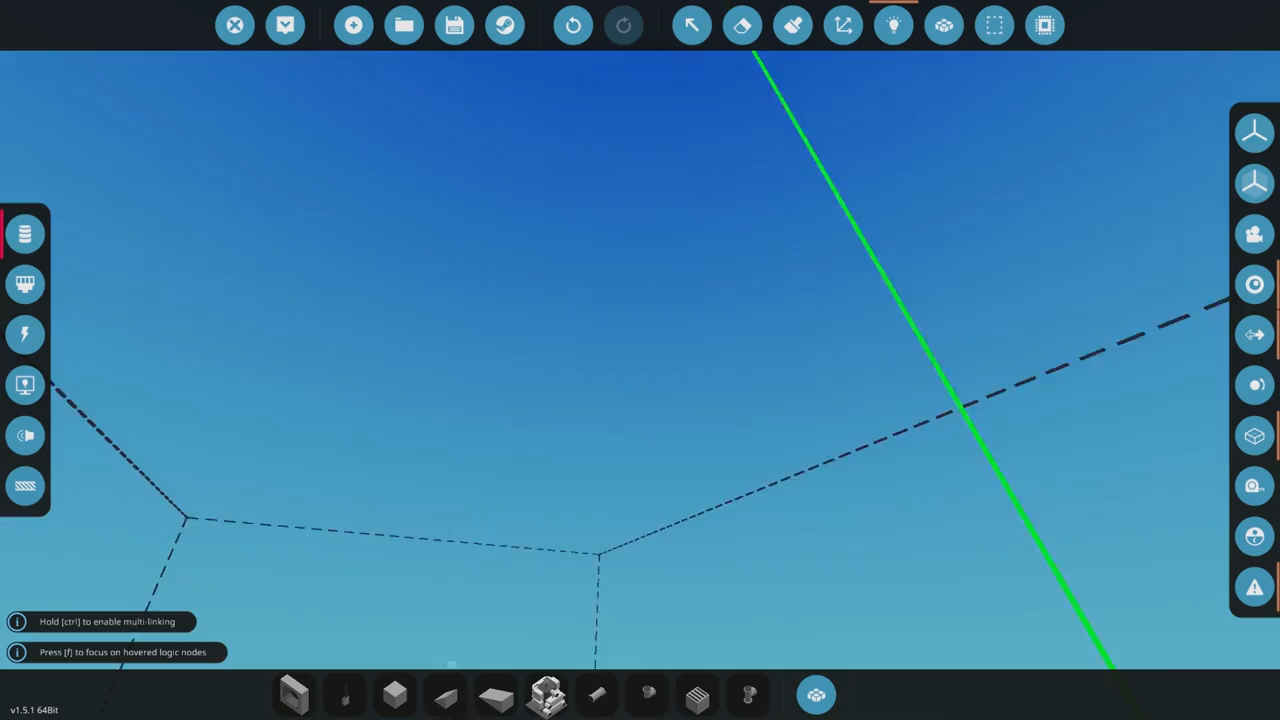 Hold [ctrl] to enable multi-linking
Press [f] to focus on hovered logic nodes
v1.5.1 64Bit